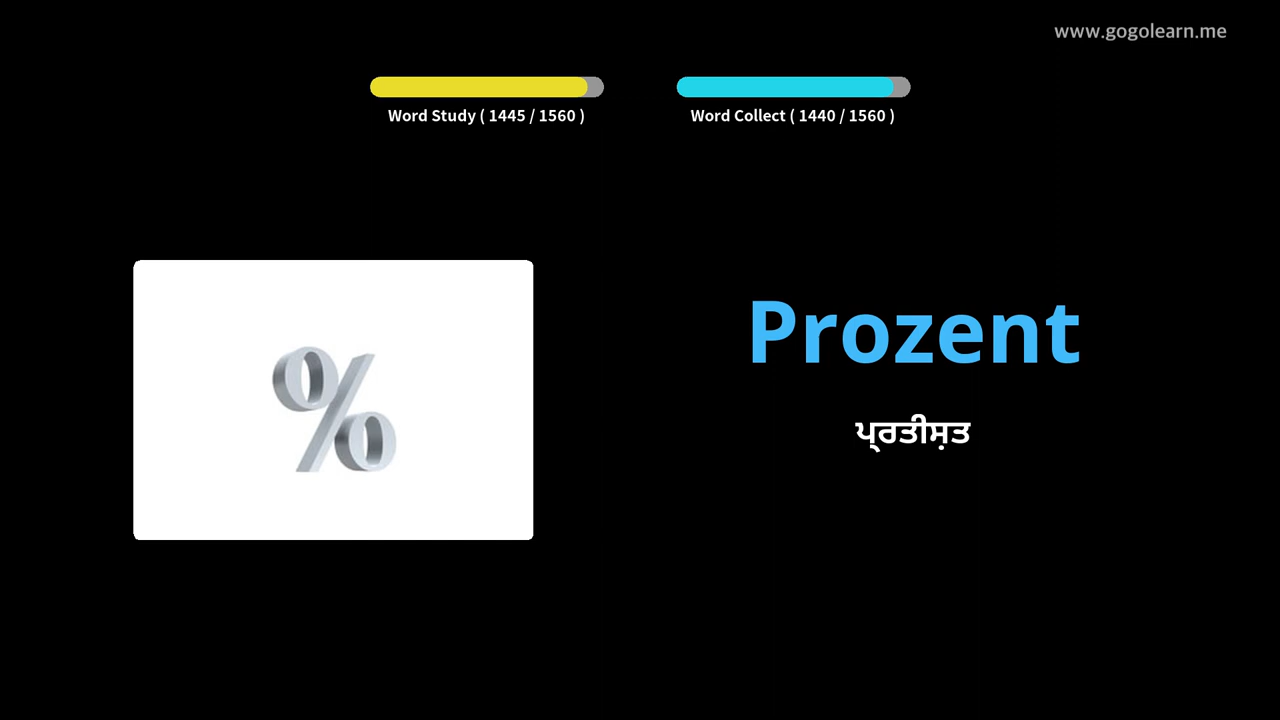 www.gogolearn.me
Word Study ( 1445 / 1560 )
Word Collect ( 1440 / 1560 )
%
Prozent
ਪ੍ਰਤੀਸ਼ਤ